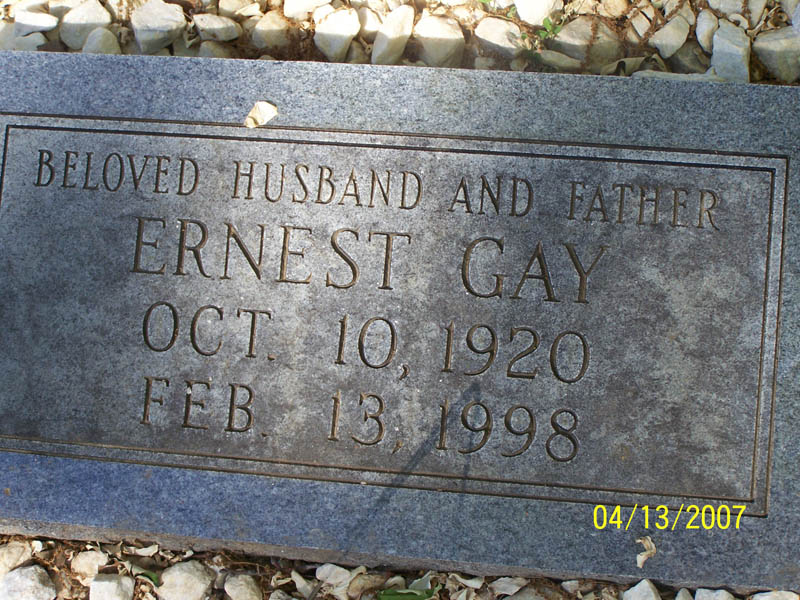 BELOVED HUSBAND AND FATHER
ERNEST GAY
OCT. 10, 1920
FEB. 13, 1998
04/13/2007